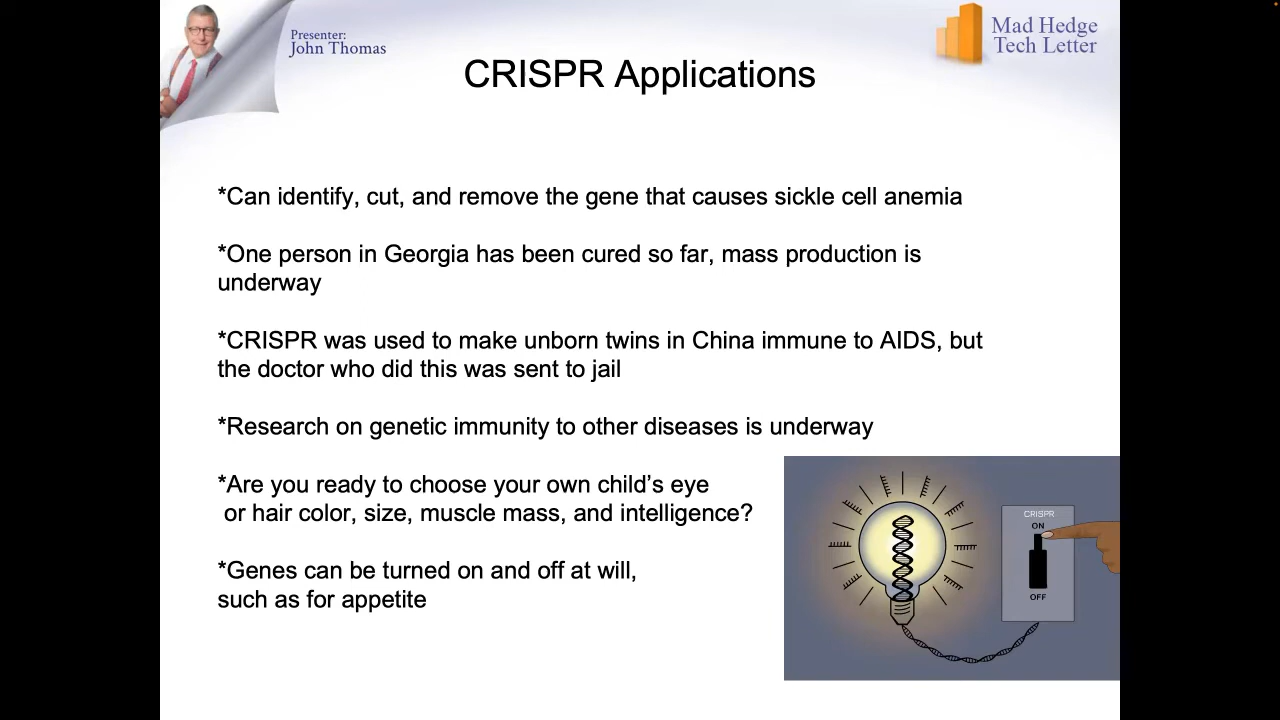 Presenter:
John Thomas
Mad Hedge
Tech Letter
CRISPR Applications
*Can identify, cut, and remove the gene that causes sickle cell anemia
*One person in Georgia has been cured so far, mass production is
underway
*CRISPR was used to make unborn twins in China immune to AIDS, but
the doctor who did this was sent to jail
*Research on genetic immunity to other diseases is underway
*Are you ready to choose your own child’s eye
or hair color, size, muscle mass, and intelligence?
*Genes can be turned on and off at will,
such as for appetite
CRISPR
ON
OFF